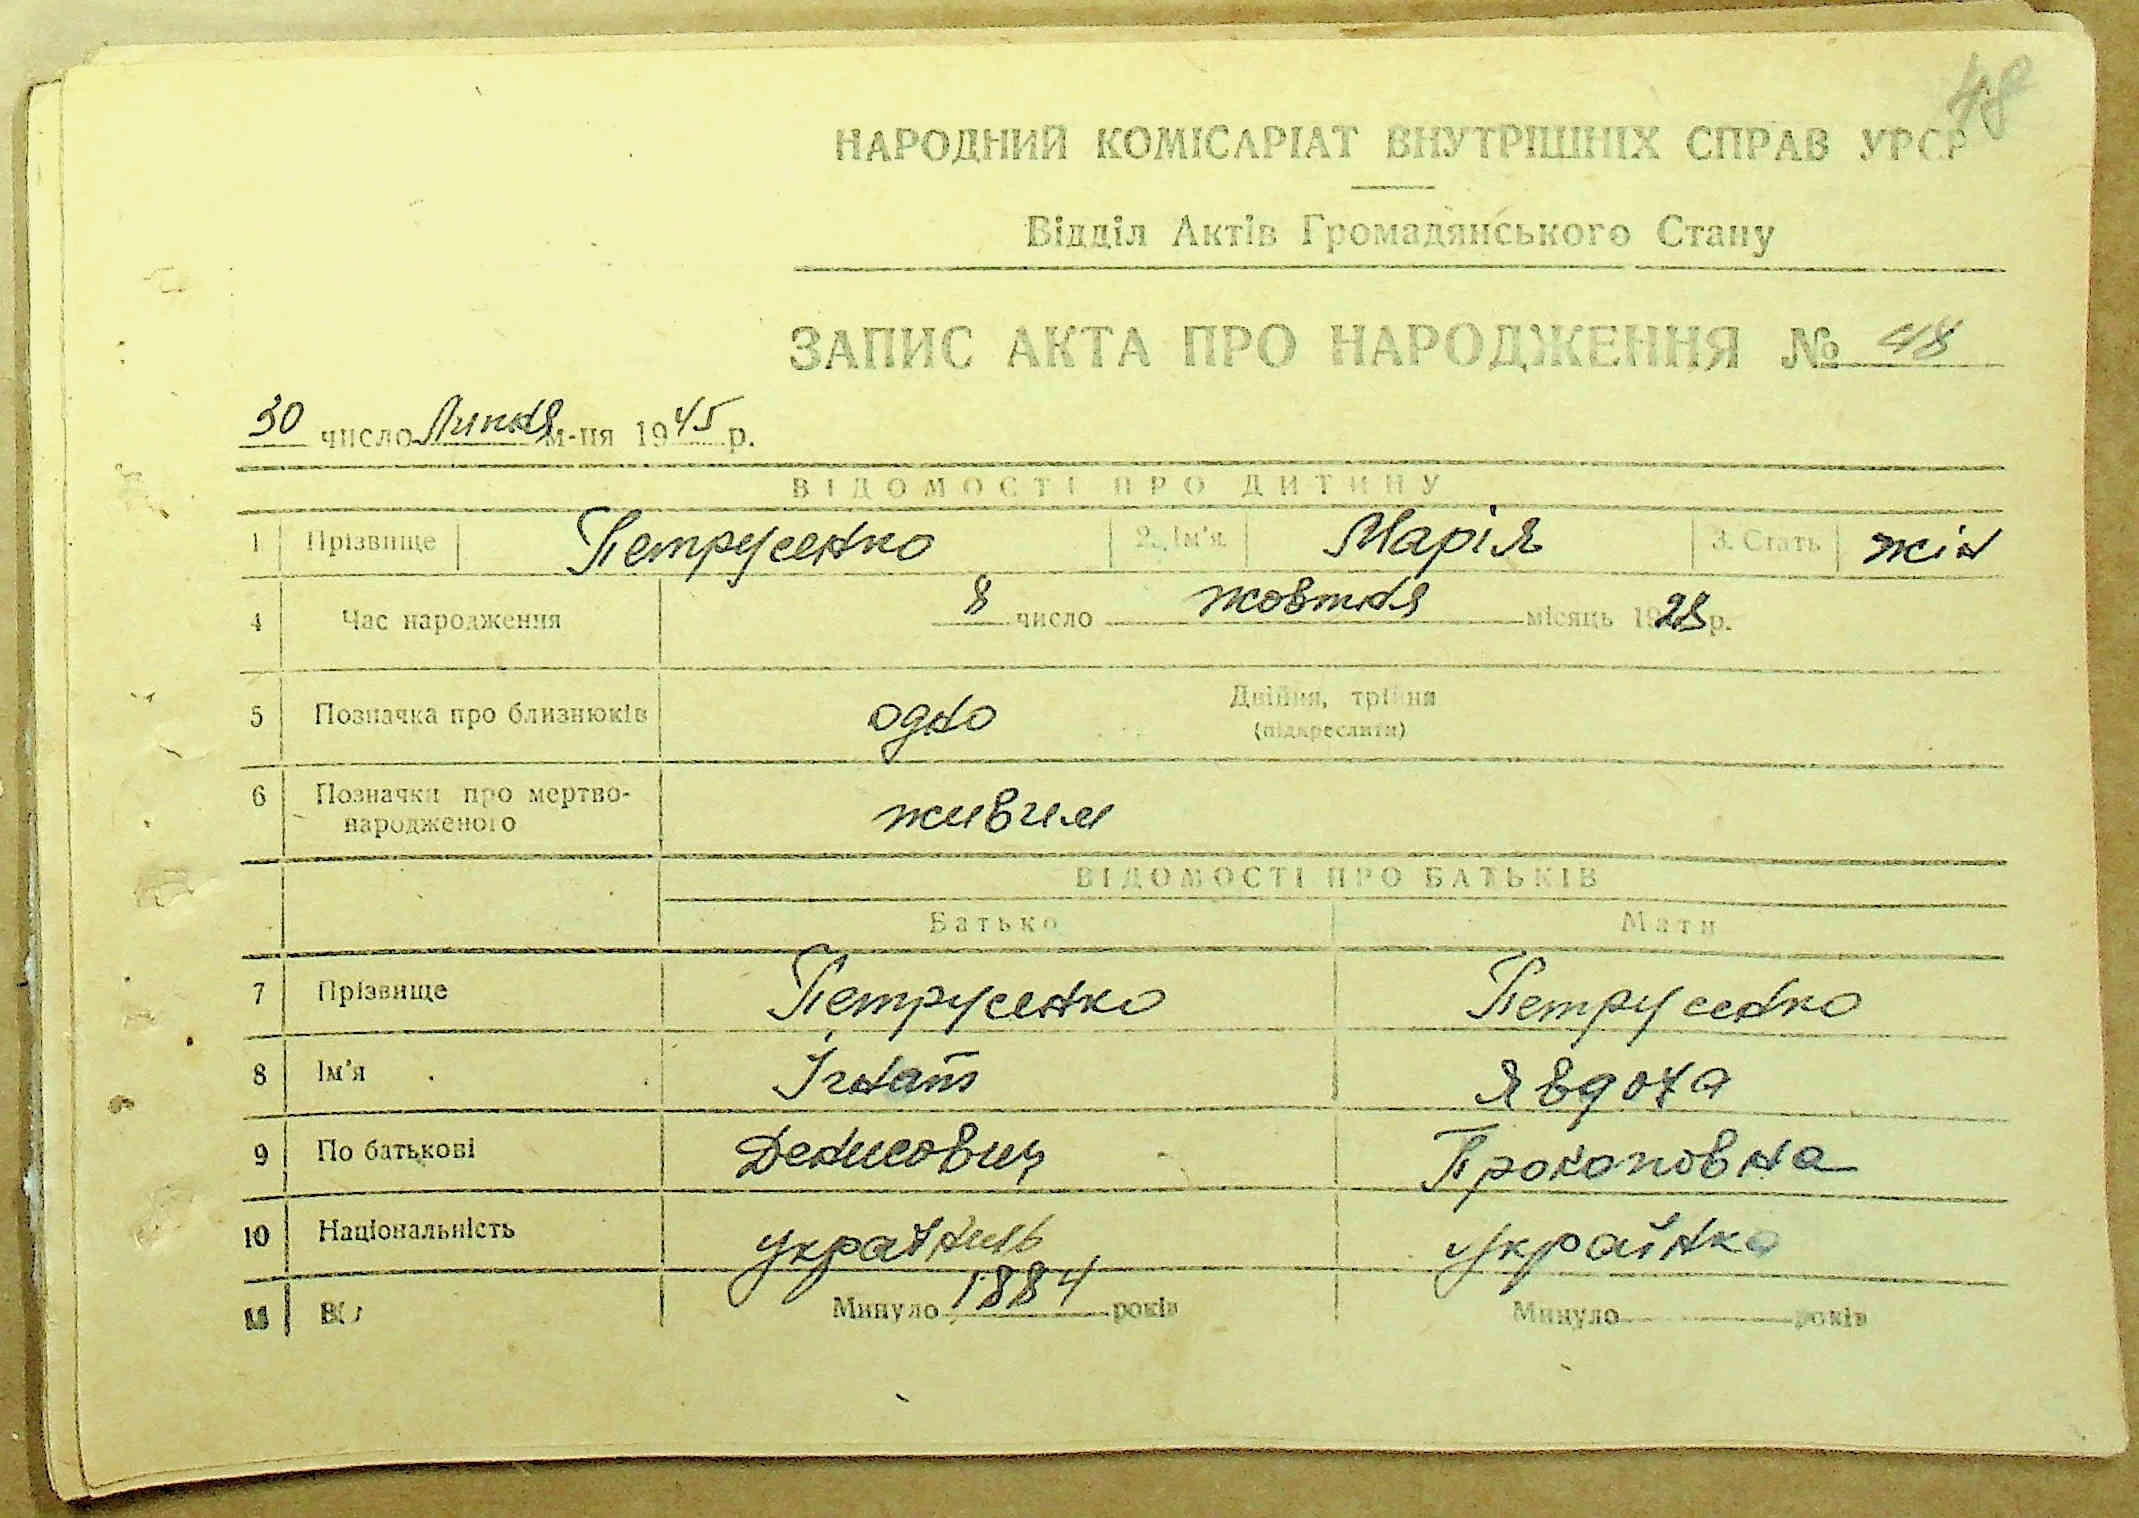 48
НАРОДНИЙ КОМІСАРІАТ ВНУТРІШНІХ СПРАВ УРСР
Відділ Актів Громадянського Стану
ЗАПИС АКТА ПРО НАРОДЖЕННЯ № 48
30 число Липня м-ця 1945 р.
ВІДОМОСТІ ПРО ДИТИНУ
1 Прізвище Петрусенко 2. Ім'я Марія 3. Стать жін
4 Час народження 8 число жовтня місяць 1928 р.
5 Позначка про близнюків одно Двійня, трійня
(підкреслити)
6 Позначки про мертво-
народженого живим
ВІДОМОСТІ ПРО БАТЬКІВ
Батько Мати
7 Прізвище Петрусенко Петрусенко
8 Ім'я Ігнат Явдоха
9 По батькові Денисович Прокоповна
10 Національність українць Українка
11 Минуло 1884 років Минуло років